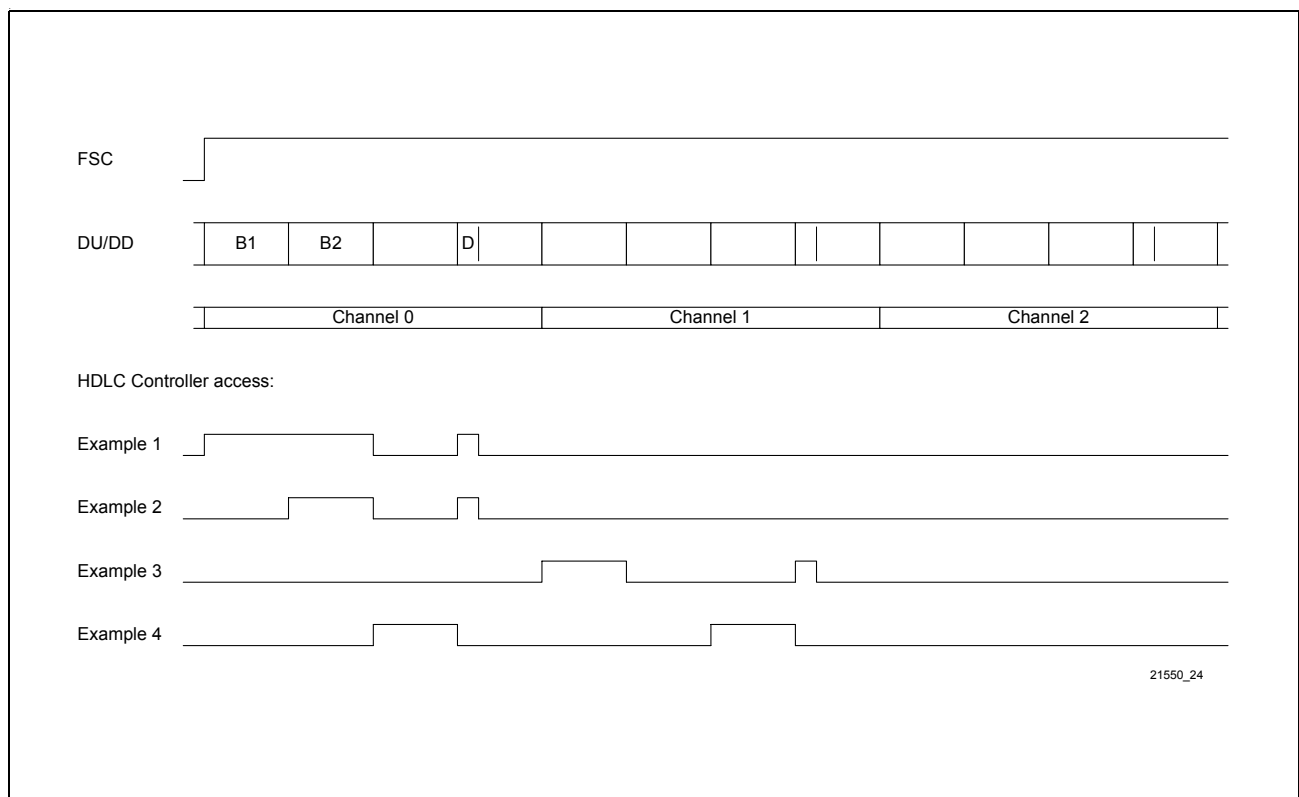 FSC
DU/DD B1 B2 D
Channel 0 Channel 1 Channel 2
HDLC Controller access:
Example 1
Example 2
Example 3
Example 4
21550_24